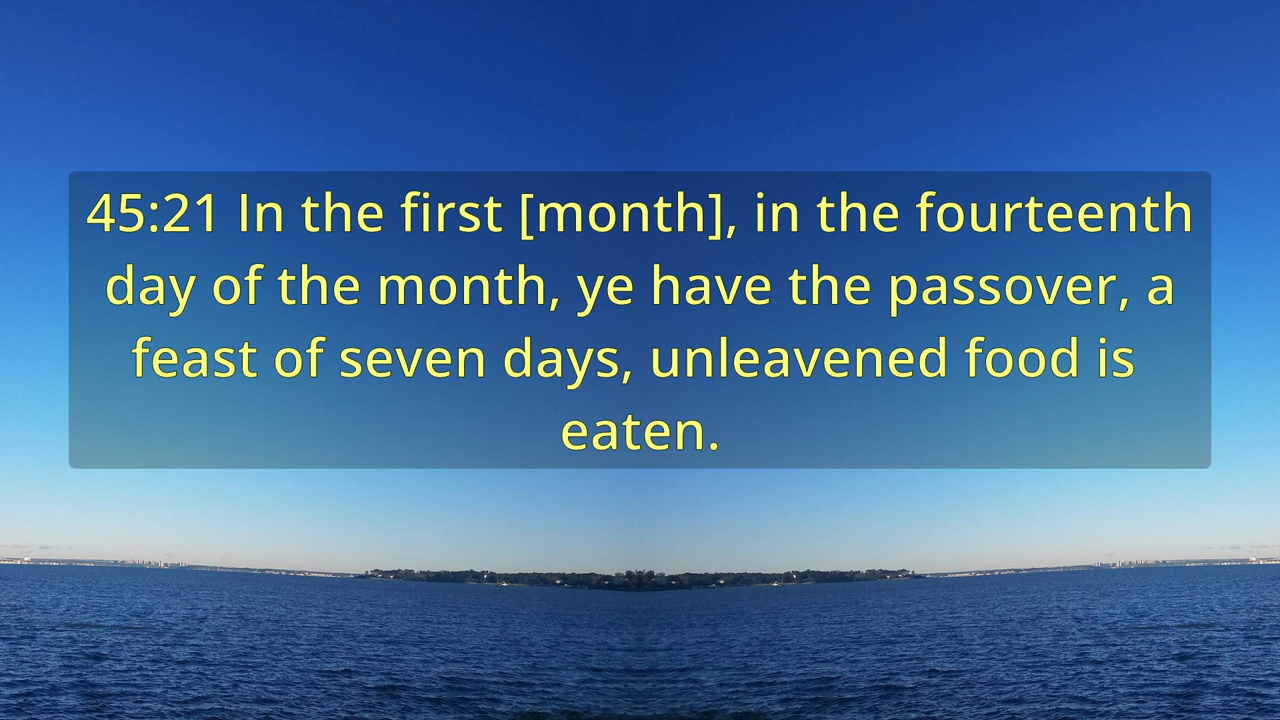 45:21 In the first [month], in the fourteenth
day of the month, ye have the passover, a
feast of seven days, unleavened food is
eaten.